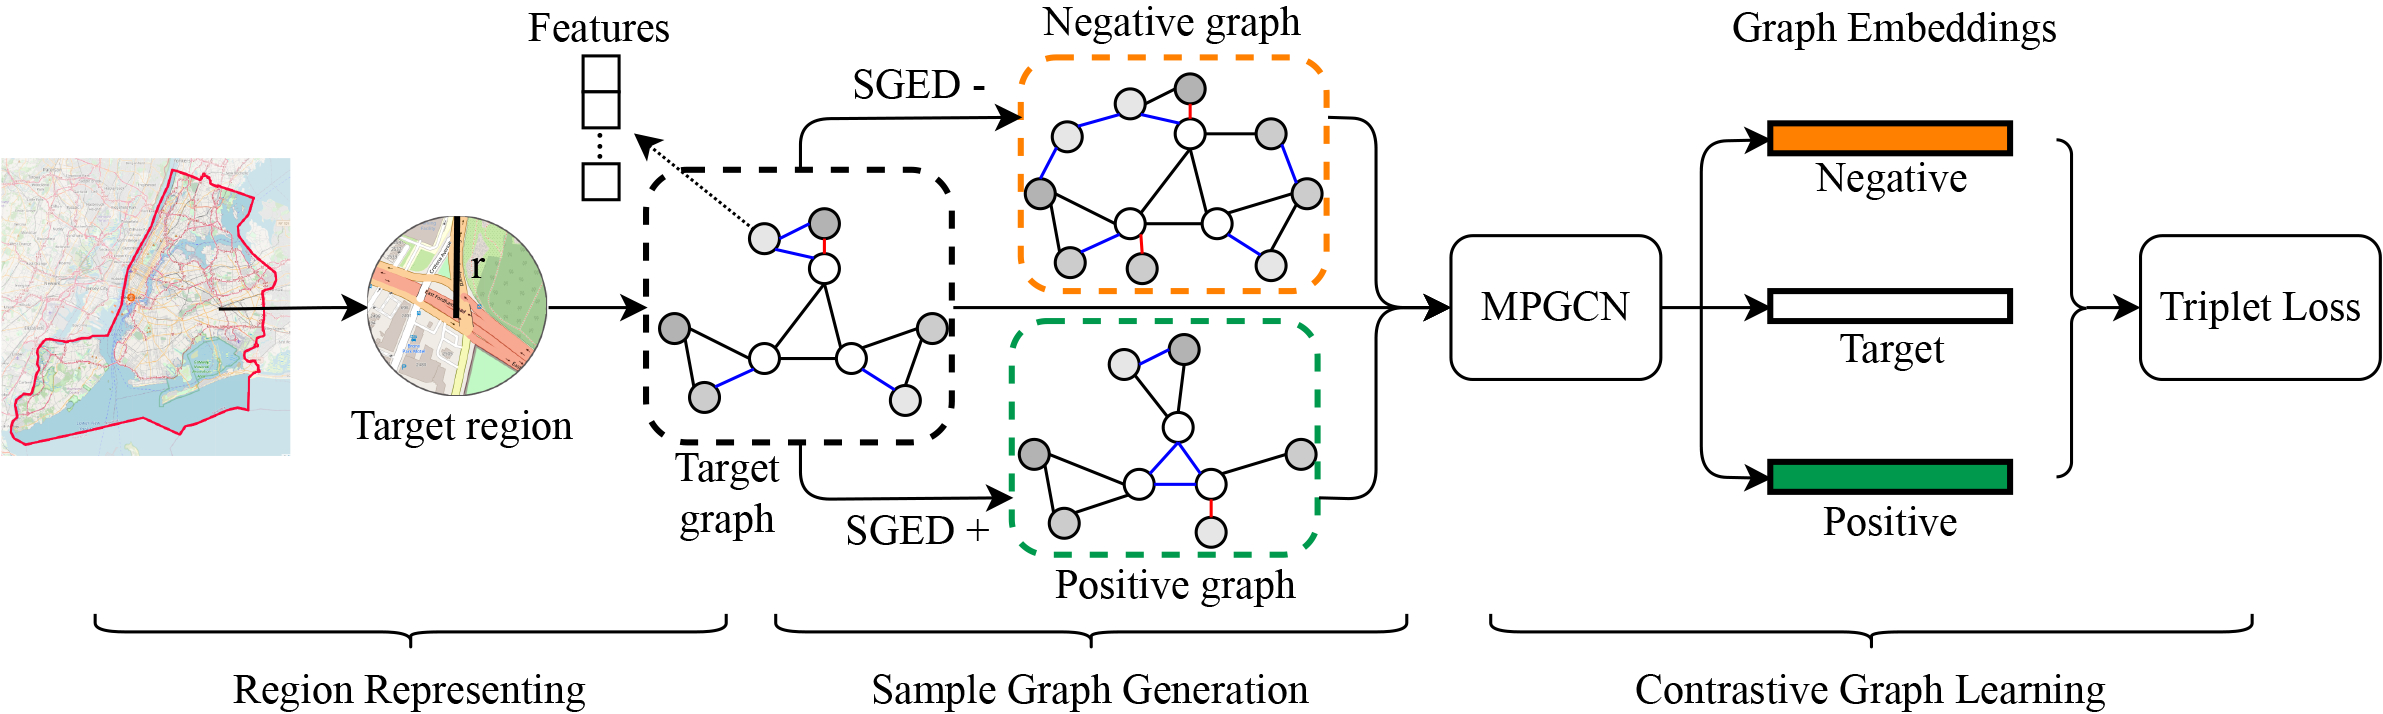 Features
Negative graph
Graph Embeddings
SGED -
r
Negative
MPGCN
Triplet Loss
Target
Target region
Target
graph
SGED +
Positive
Positive graph
Region Representing
Sample Graph Generation
Contrastive Graph Learning